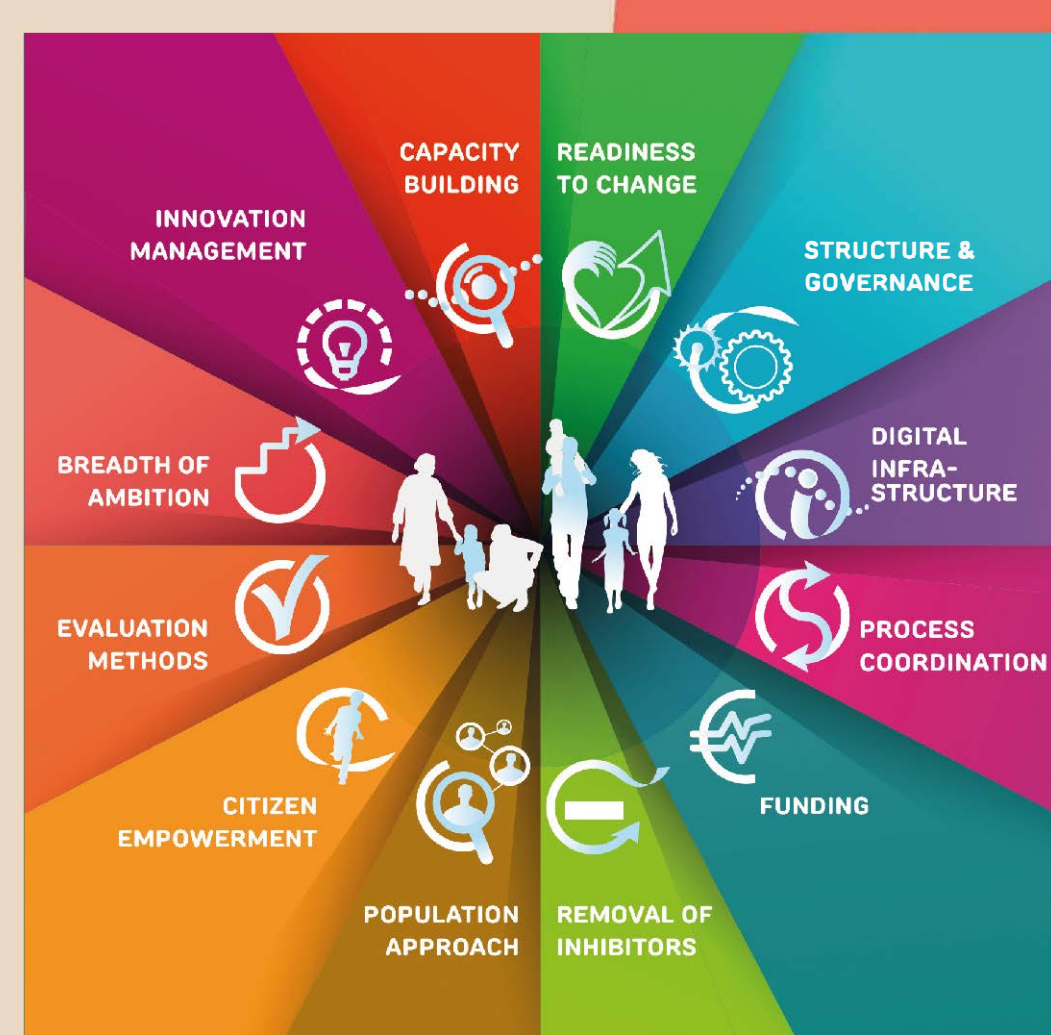 CAPACITY
BUILDING
READINESS
TO CHANGE
STRUCTURE &
GOVERNANCE
DIGITAL
INFRA-
STRUCTURE
PROCESS
COORDINATION
FUNDING
REMOVAL OF
INHIBITORS
POPULATION
APPROACH
CITIZEN
EMPOWERMENT
EVALUATION
METHODS
BREADTH OF
AMBITION
INNOVATION
MANAGEMENT